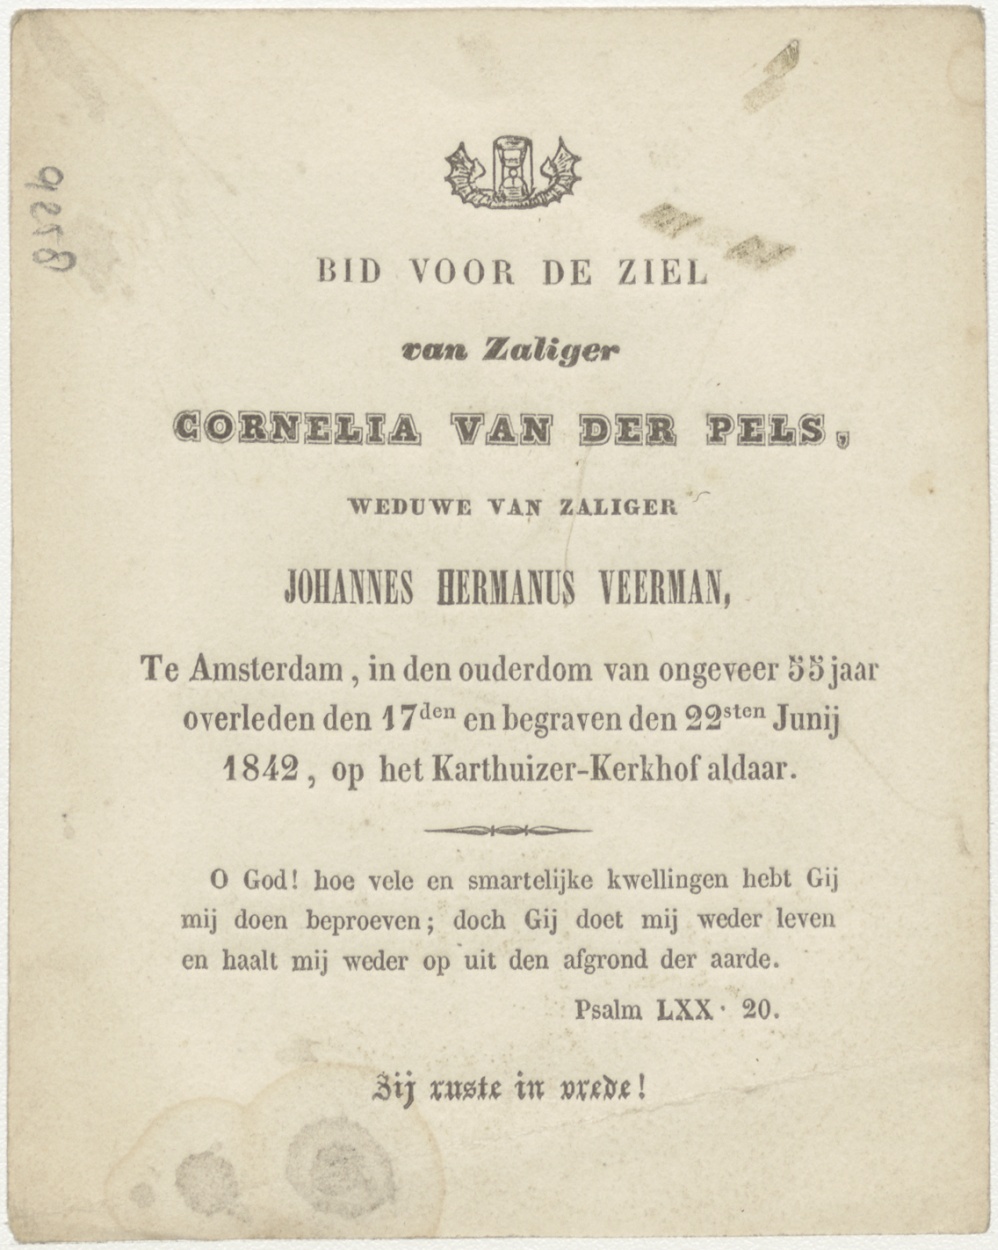 9258
BID VOOR DE ZIEL
van Zaliger
CORNELIA VAN DER PELS,
WEDUWE VAN ZALIGER
JOHANNES HERMANUS VEERMAN,
Te Amsterdam, in den ouderdom van ongeveer 55 jaar
overleden den 17den en begraven den 22sten Junij
1842, op het Karthuizer-Kerkhof aldaar.
O God! hoe vele en smartelijke kwellingen hebt Gij
mij doen beproeven; doch Gij doet mij weder leven
en haalt mij weder op uit den afgrond der aarde.
Psalm LXX· 20.
Zij ruste in vrede!